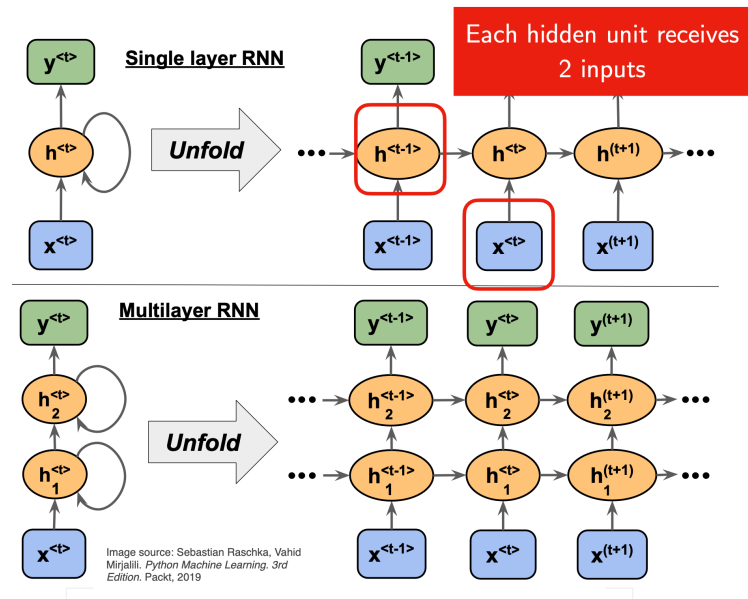 Each hidden unit receives
2 inputs
Single layer RNN
y<t>
y<t-1>
h<t>
Unfold
•••
h<t-1>
h<t>
h(t+1)
•••
x<t>
x<t-1>
x<t>
x(t+1)
Multilayer RNN
y<t>
y<t-1>
y<t>
y(t+1)
h2<t>
•••
h2<t-1>
h2<t>
h2(t+1)
•••
Unfold
h1<t>
•••
h1<t-1>
h1<t>
h1(t+1)
•••
x<t>
x<t-1>
x<t>
x(t+1)
Image source: Sebastian Raschka, Vahid
Mirjalili. Python Machine Learning. 3rd
Edition. Packt, 2019